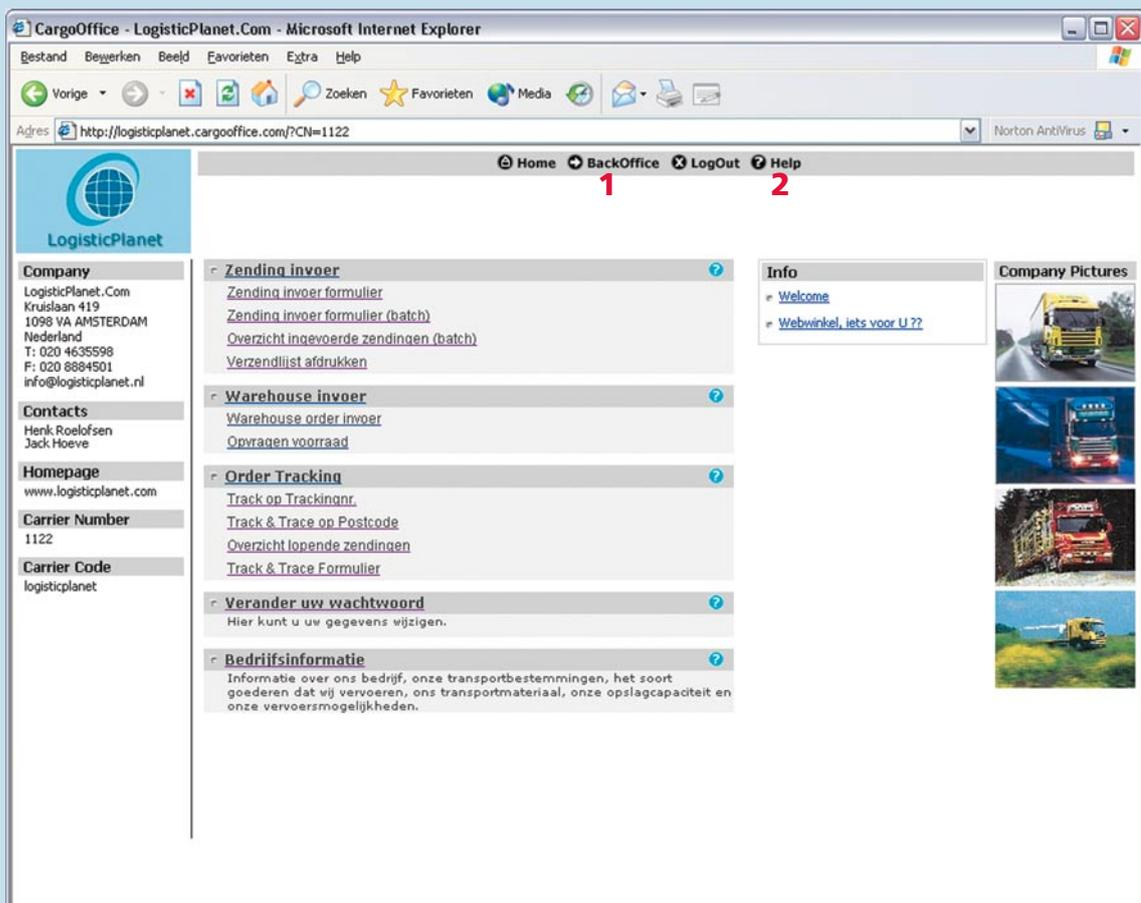 CargoOffice - LogisticPlanet.Com - Microsoft Internet Explorer
Bestand Bewerken Beeld Favorieten Extra Help
Vorige Zoeken Favorieten Media
Adres http://logisticplanet.cargooffice.com/?CN=1122 Norton AntiVirus
Home BackOffice LogOut Help
1 2
LogisticPlanet
Company
LogisticPlanet.Com
Kruislaan 419
1098 VA AMSTERDAM
Nederland
T: 020 4635598
F: 020 8884501
info@logisticplanet.nl
Contacts
Henk Roelofsen
Jack Hoeve
Homepage
www.logisticplanet.com
Carrier Number
1122
Carrier Code
logisticplanet
Zending invoer ?
Zending invoer formulier
Zending invoer formulier (batch)
Overzicht ingevoerde zendingen (batch)
Verzendlijst afdrukken
Warehouse invoer ?
Warehouse order invoer
Opvragen voorraad
Order Tracking ?
Track op Trackingnr.
Track & Trace op Postcode
Overzicht lopende zendingen
Track & Trace Formulier
Verander uw wachtwoord ?
Hier kunt u uw gegevens wijzigen.
Bedrijfsinformatie ?
Informatie over ons bedrijf, onze transportbestemmingen, het soort
goederen dat wij vervoeren, ons transportmateriaal, onze opslagcapaciteit en
onze vervoersmogelijkheden.
Info
Welcome
Webwinkel, iets voor U ??
Company Pictures